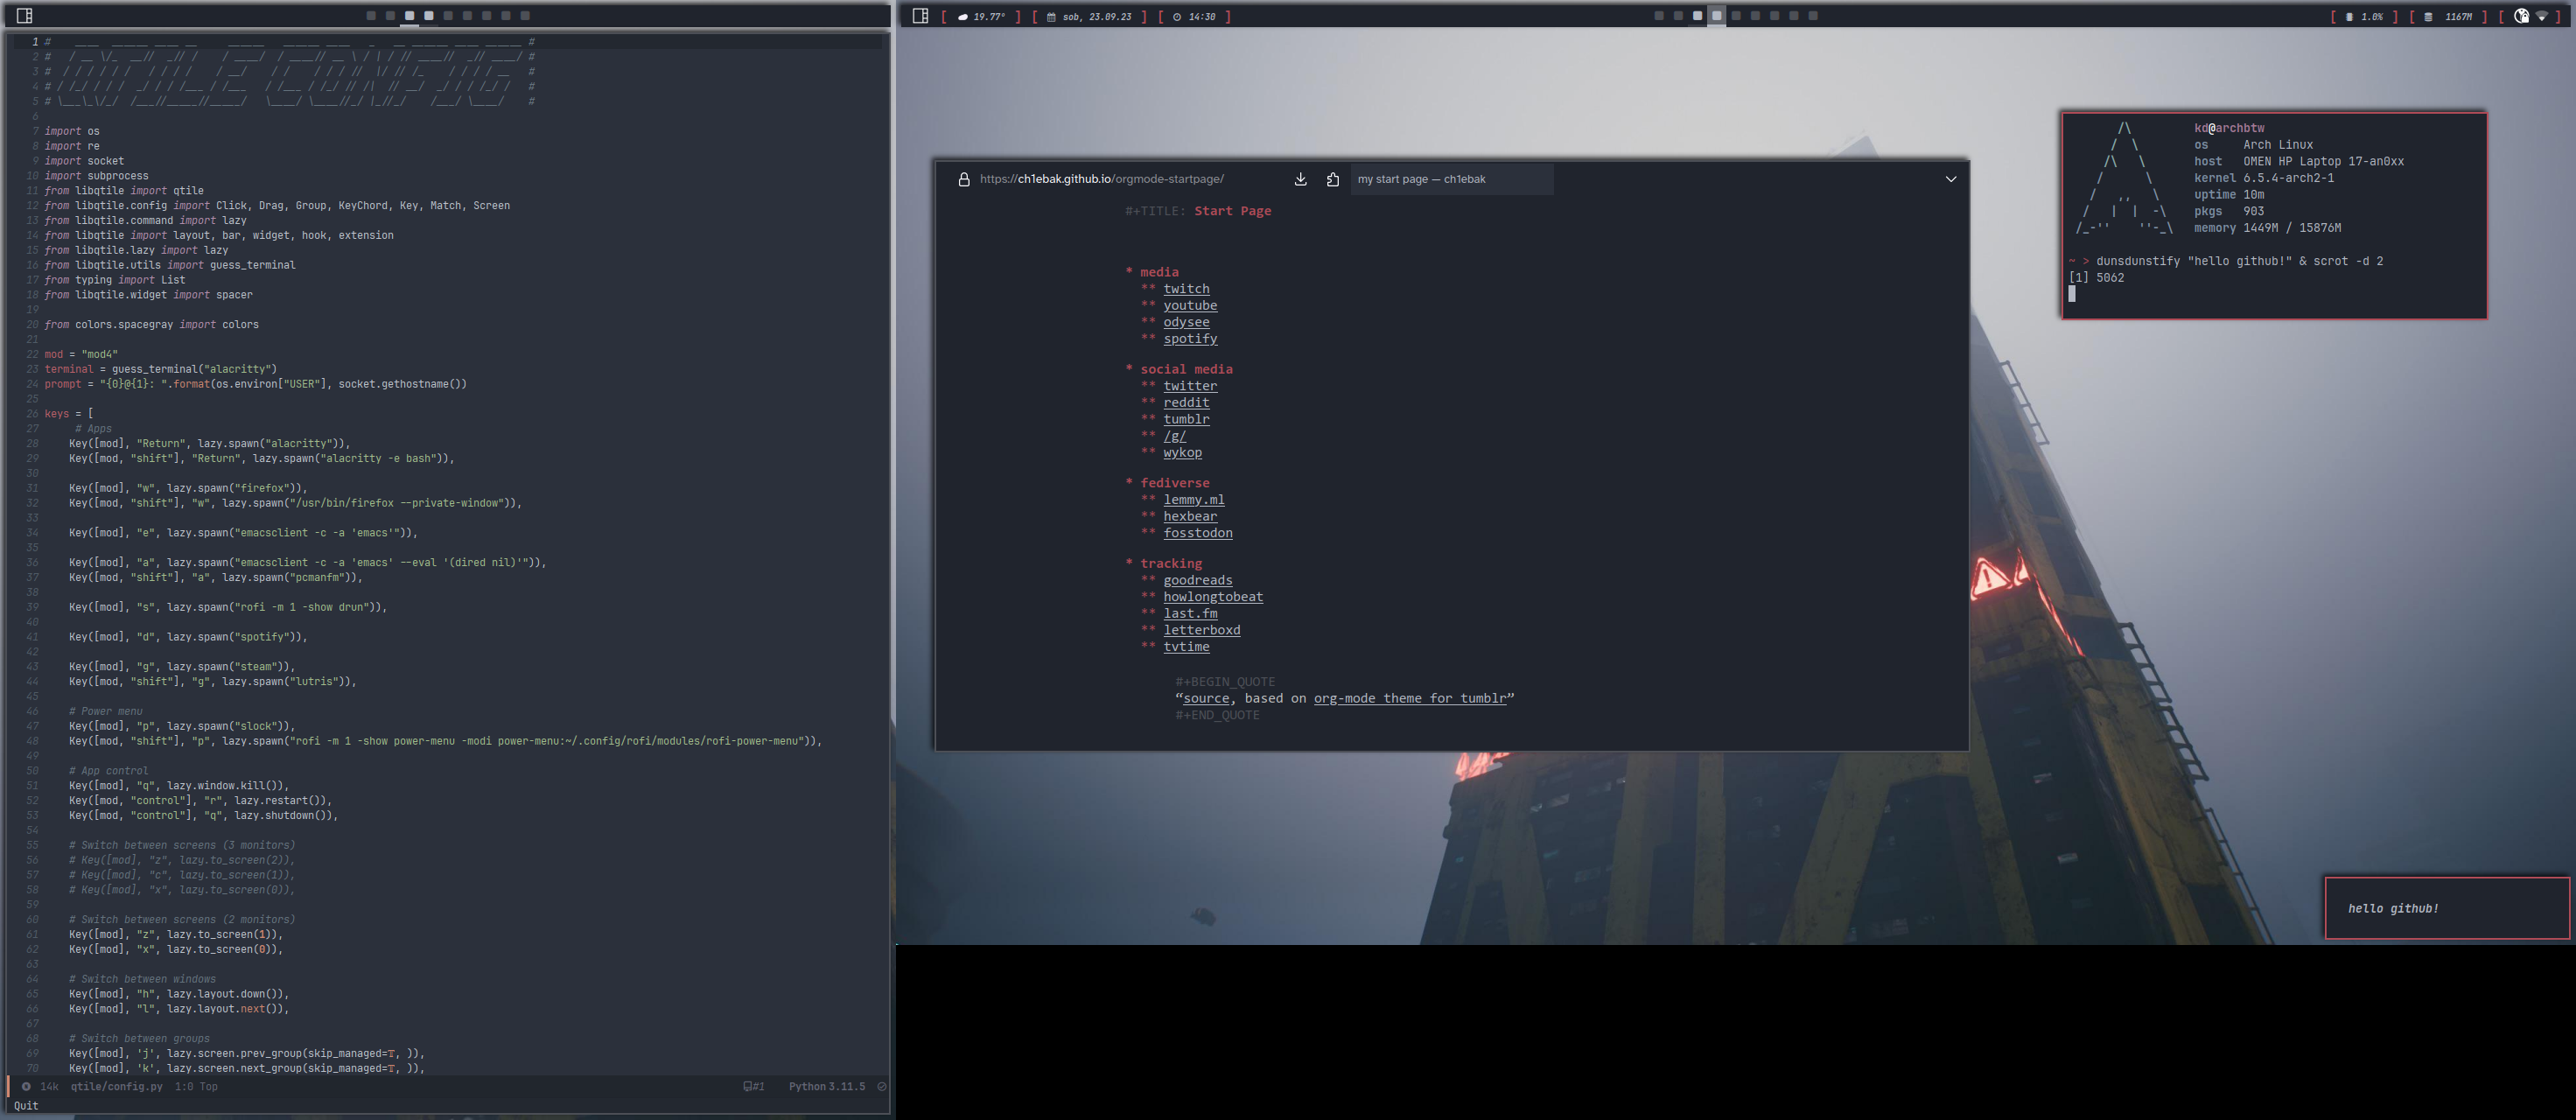 1 #
2 #
3 #
4 #
5 #
6
7 import os
8 import re
9 import socket
10 import subprocess
11 from libqtile import qtile
12 from libqtile.config import Click, Drag, Group, KeyChord, Key, Match, Screen
13 from libqtile.command import lazy
14 from libqtile import layout, bar, widget, hook, extension
15 from libqtile.lazy import lazy
16 from libqtile.utils import guess_terminal
17 from typing import List
18 from libqtile.widget import spacer
19
20 from colors.spacegray import colors
21
22 mod = "mod4"
23 terminal = guess_terminal("alacritty")
24 prompt = "{0}@{1}: ".format(os.environ["USER"], socket.gethostname())
25
26 keys = [
27 # Apps
28 Key([mod], "Return", lazy.spawn("alacritty")),
29 Key([mod, "shift"], "Return", lazy.spawn("alacritty -e bash")),
30
31 Key([mod], "w", lazy.spawn("firefox")),
32 Key([mod, "shift"], "w", lazy.spawn("/usr/bin/firefox --private-window")),
33
34 Key([mod], "e", lazy.spawn("emacsclient -c -a 'emacs'")),
35
36 Key([mod], "a", lazy.spawn("emacsclient -c -a 'emacs' --eval '(dired nil)'")),
37 Key([mod, "shift"], "a", lazy.spawn("pcmanfm")),
38
39 Key([mod], "s", lazy.spawn("rofi -m 1 -show drun")),
40
41 Key([mod], "d", lazy.spawn("spotify")),
42
43 Key([mod], "g", lazy.spawn("steam")),
44 Key([mod, "shift"], "g", lazy.spawn("lutris")),
45
46 # Power menu
47 Key([mod], "p", lazy.spawn("slock")),
48 Key([mod, "shift"], "p", lazy.spawn("rofi -m 1 -show power-menu -modi power-menu:~/.config/rofi/modules/rofi-power-menu")),
49
50 # App control
51 Key([mod], "q", lazy.window.kill()),
52 Key([mod, "control"], "r", lazy.restart()),
53 Key([mod, "control"], "q", lazy.shutdown()),
54
55 # Switch between screens (3 monitors)
56 # Key([mod], "z", lazy.to_screen(2)),
57 # Key([mod], "c", lazy.to_screen(1)),
58 # Key([mod], "x", lazy.to_screen(0)),
59
60 # Switch between screens (2 monitors)
61 Key([mod], "z", lazy.to_screen(1)),
62 Key([mod], "x", lazy.to_screen(0)),
63
64 # Switch between windows
65 Key([mod], "h", lazy.layout.down()),
66 Key([mod], "l", lazy.layout.next()),
67
68 # Switch between groups
69 Key([mod], 'j', lazy.screen.prev_group(skip_managed=T, )),
70 Key([mod], 'k', lazy.screen.next_group(skip_managed=T, )),
14k qtile/config.py 1:0 Top #1 Python 3.11.5
Quit
[ 19.77° ] [ sob, 23.09.23 ] [ 14:30 ] [ 1.0% ] [ 1167M ] [ ]
https://ch1ebak.github.io/orgmode-startpage/ my start page — ch1ebak
#+TITLE: Start Page
* media
** twitch
** youtube
** odysee
** spotify
* social media
** twitter
** reddit
** tumblr
** /g/
** wykop
* fediverse
** lemmy.ml
** hexbear
** fosstodon
* tracking
** goodreads
** howlongtobeat
** last.fm
** letterboxd
** tvtime
#+BEGIN_QUOTE
“source, based on org-mode theme for tumblr”
#+END_QUOTE
kd@archbtw
os Arch Linux
host OMEN HP Laptop 17-an0xx
kernel 6.5.4-arch2-1
uptime 10m
pkgs 903
memory 1449M / 15876M
~ > dunsdunstify "hello github!" & scrot -d 2
[1] 5062
hello github!